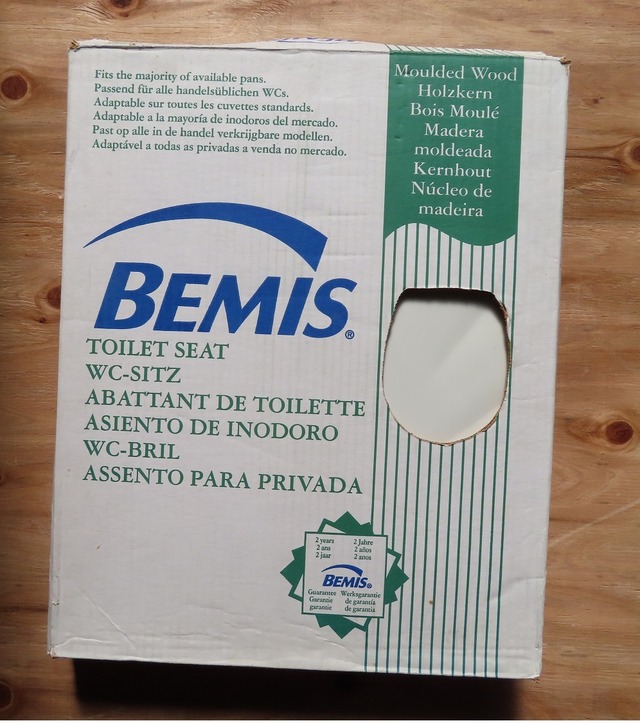 Fits the majority of available pans.
Passend für alle handelsüblichen WCs.
Adaptable sur toutes les cuvettes standards.
Adaptable a la mayoría de inodoros del mercado.
Past op alle in de handel verkrijgbare modellen.
Adaptável a todas as privadas a venda no mercado.
Moulded Wood
Holzkern
Bois Moulé
Madera
moldeada
Kernhout
Núcleo de
madeira
BEMIS®
TOILET SEAT
WC-SITZ
ABATTANT DE TOILETTE
ASIENTO DE INODORO
WC-BRIL
ASSENTO PARA PRIVADA
2 years 2 Jahre
2 ans 2 años
2 jaar 2 anos
BEMIS®
Guarantee Werksgarantie
Garantie de garantía
garantie de garantia